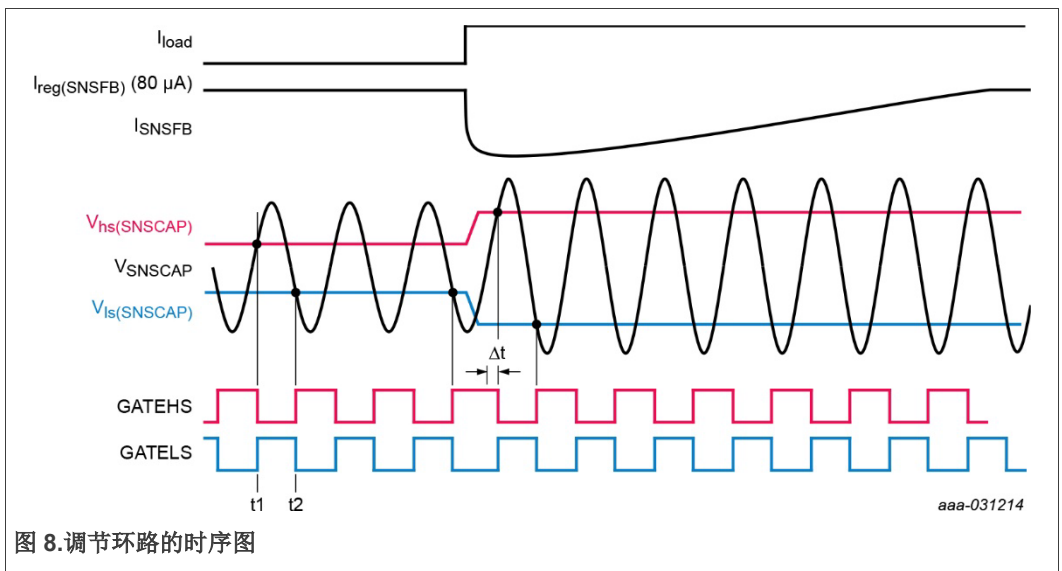 Iload
Ireg(SNSFB) (80 µA)
ISNSFB
Vhs(SNSCAP)
VSNSCAP
Vls(SNSCAP)
Δt
GATEHS
GATELS
t1 t2
aaa-031214
图 8.调节环路的时序图